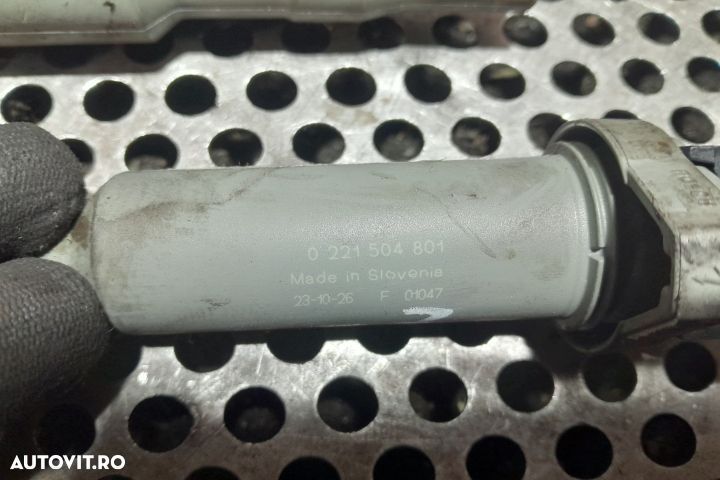 0 221 504 801
Made in Slovenia
23-10-26 F 01047
AUTOVIT.RO